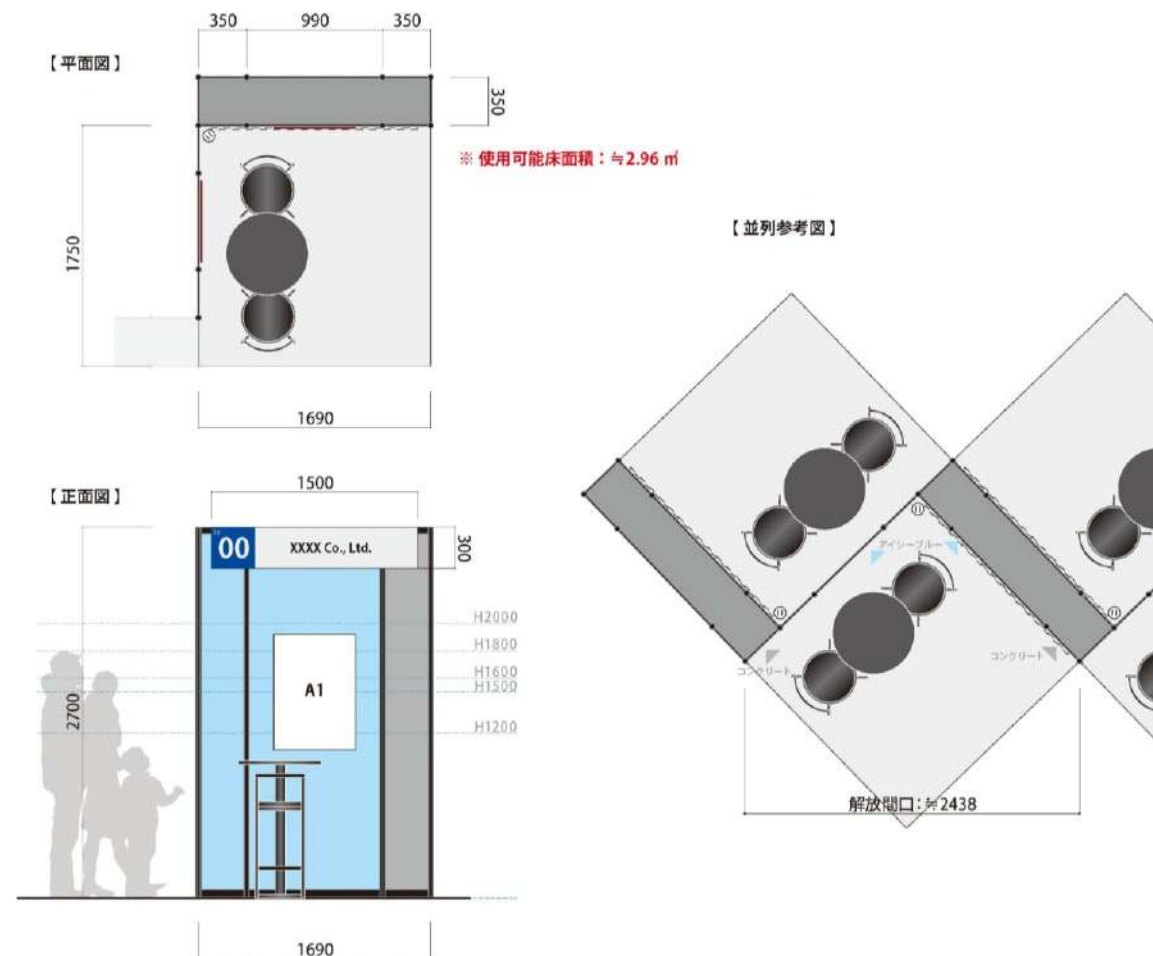 350 990 350
【平面図】
350
※ 使用可能床面積：≒2.96 ㎡
1750
1690
【並列参考図】
アイシーブルー
コンクリート
コンクリート
解放間口：≒2438
【正面図】
1500
00 XXXX Co., Ltd.
300
H2000
H1800
H1600
H1500
A1
2700
H1200
1690